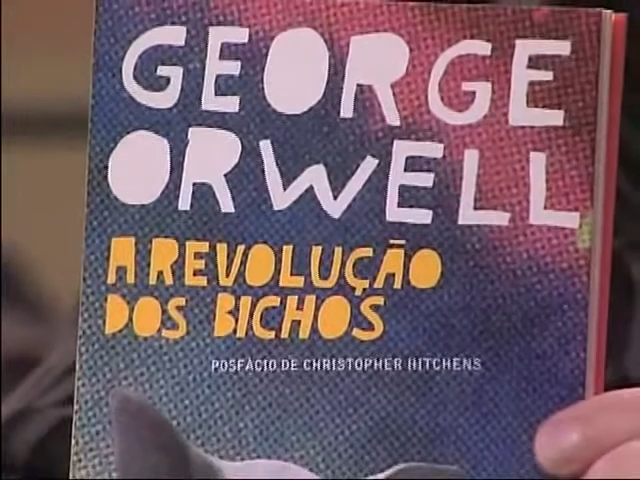 GEORGE
ORWELL
A REVOLUÇÃO
DOS BICHOS
POSFÁCIO DE CHRISTOPHER HITCHENS